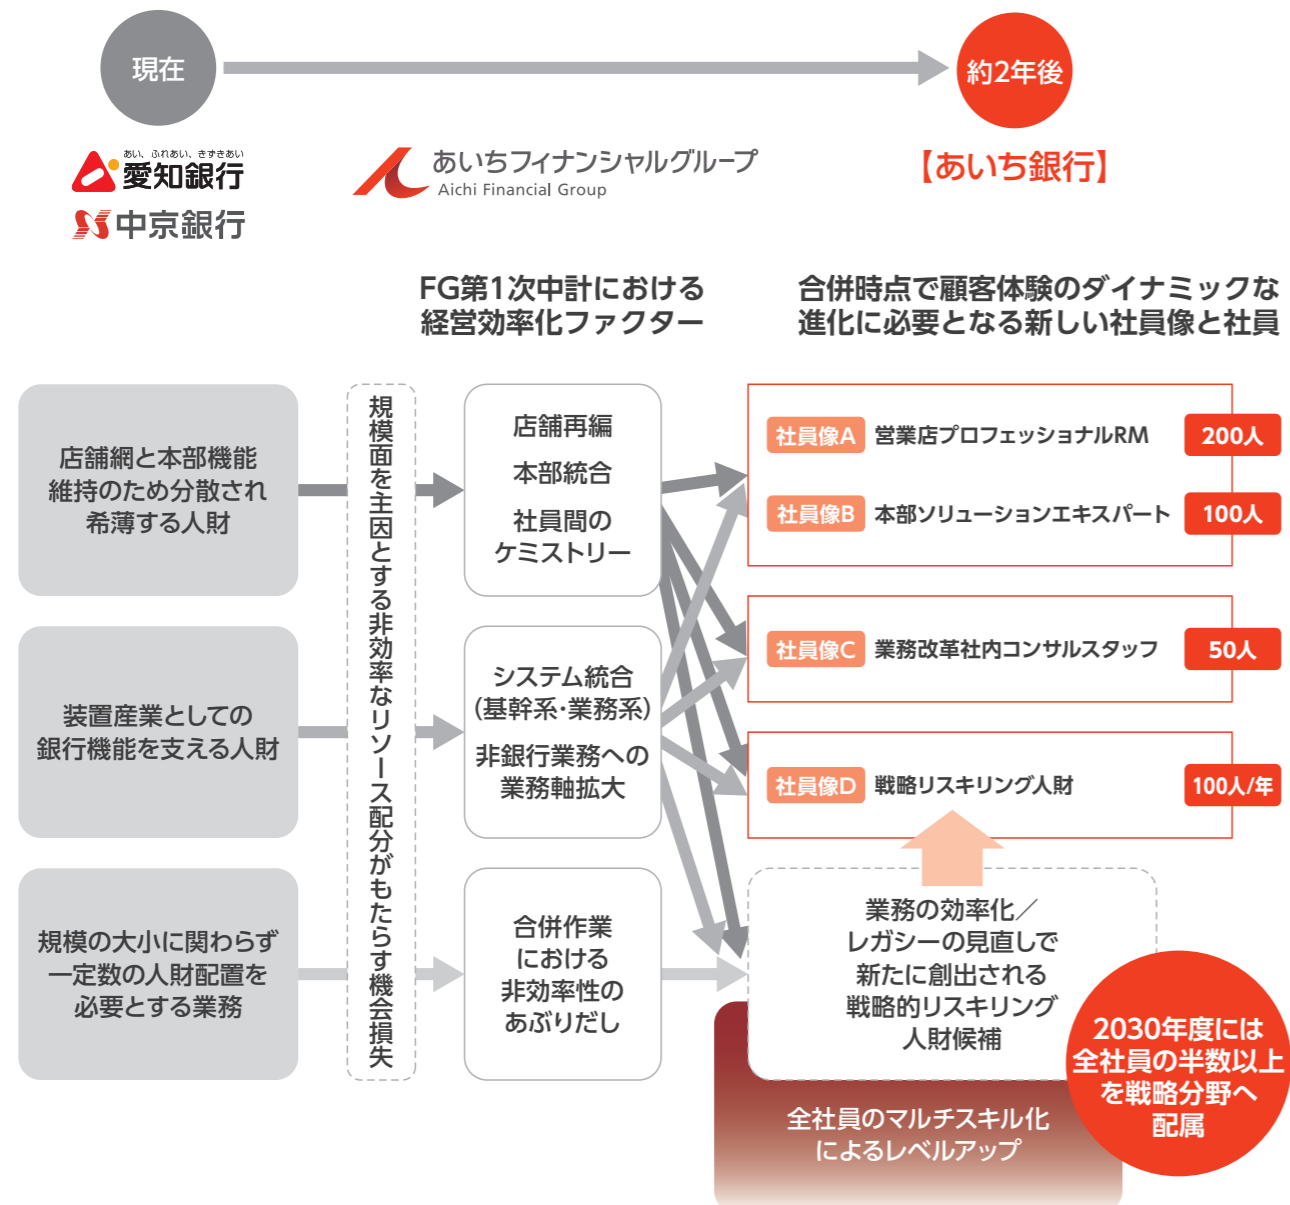 現在
約2年後
あい、ふれあい、きずきあい
愛知銀行
中京銀行
あいちフィナンシャルグループ
Aichi Financial Group
【あいち銀行】
FG第1次中計における
経営効率化ファクター
合併時点で顧客体験のダイナミックな
進化に必要となる新しい社員像と社員
店舗網と本部機能
維持のため分散され
希薄する人財
装置産業としての
銀行機能を支える人財
規模の大小に関わらず
一定数の人財配置を
必要とする業務
規模面を主因とする非効率なリソース配分がもたらす機会損失
店舗再編
本部統合
社員間の
ケミストリー
システム統合
(基幹系・業務系)
非銀行業務への
業務軸拡大
合併作業
における
非効率性の
あぶりだし
社員像A 営業店プロフェッショナルRM 200人
社員像B 本部ソリューションエキスパート 100人
社員像C 業務改革社内コンサルスタッフ 50人
社員像D 戦略リスキリング人財 100人/年
業務の効率化／
レガシーの見直しで
新たに創出される
戦略的リスキリング
人財候補
全社員のマルチスキル化
によるレベルアップ
2030年度には
全社員の半数以上
を戦略分野へ
配属